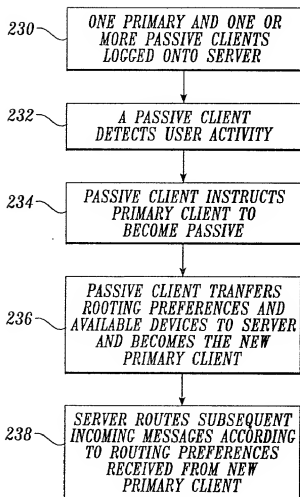 230
ONE PRIMARY AND ONE OR
MORE PASSIVE CLIENTS
LOGGED ONTO SERVER
232
A PASSIVE CLIENT
DETECTS USER ACTIVITY
234
PASSIVE CLIENT INSTRUCTS
PRIMARY CLIENT TO
BECOME PASSIVE
236
PASSIVE CLIENT TRANFERS
ROOTING PREFERENCES AND
AVAILABLE DEVICES TO SERVER
AND BECOMES THE NEW
PRIMARY CLIENT
238
SERVER ROUTES SUBSEQUENT
INCOMING MESSAGES ACCORDING
TO ROUTING PREFERENCES
RECEIVED FROM NEW
PRIMARY CLIENT